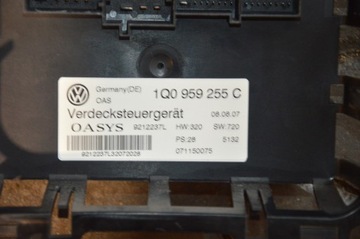 Germany(DE) 1Q0 959 255 C
OAS 08.08.07
Verdecksteuergerät
OASYS 9212237L HW:320 SW:720
PS:28 5132
9212237L32072028 071150075